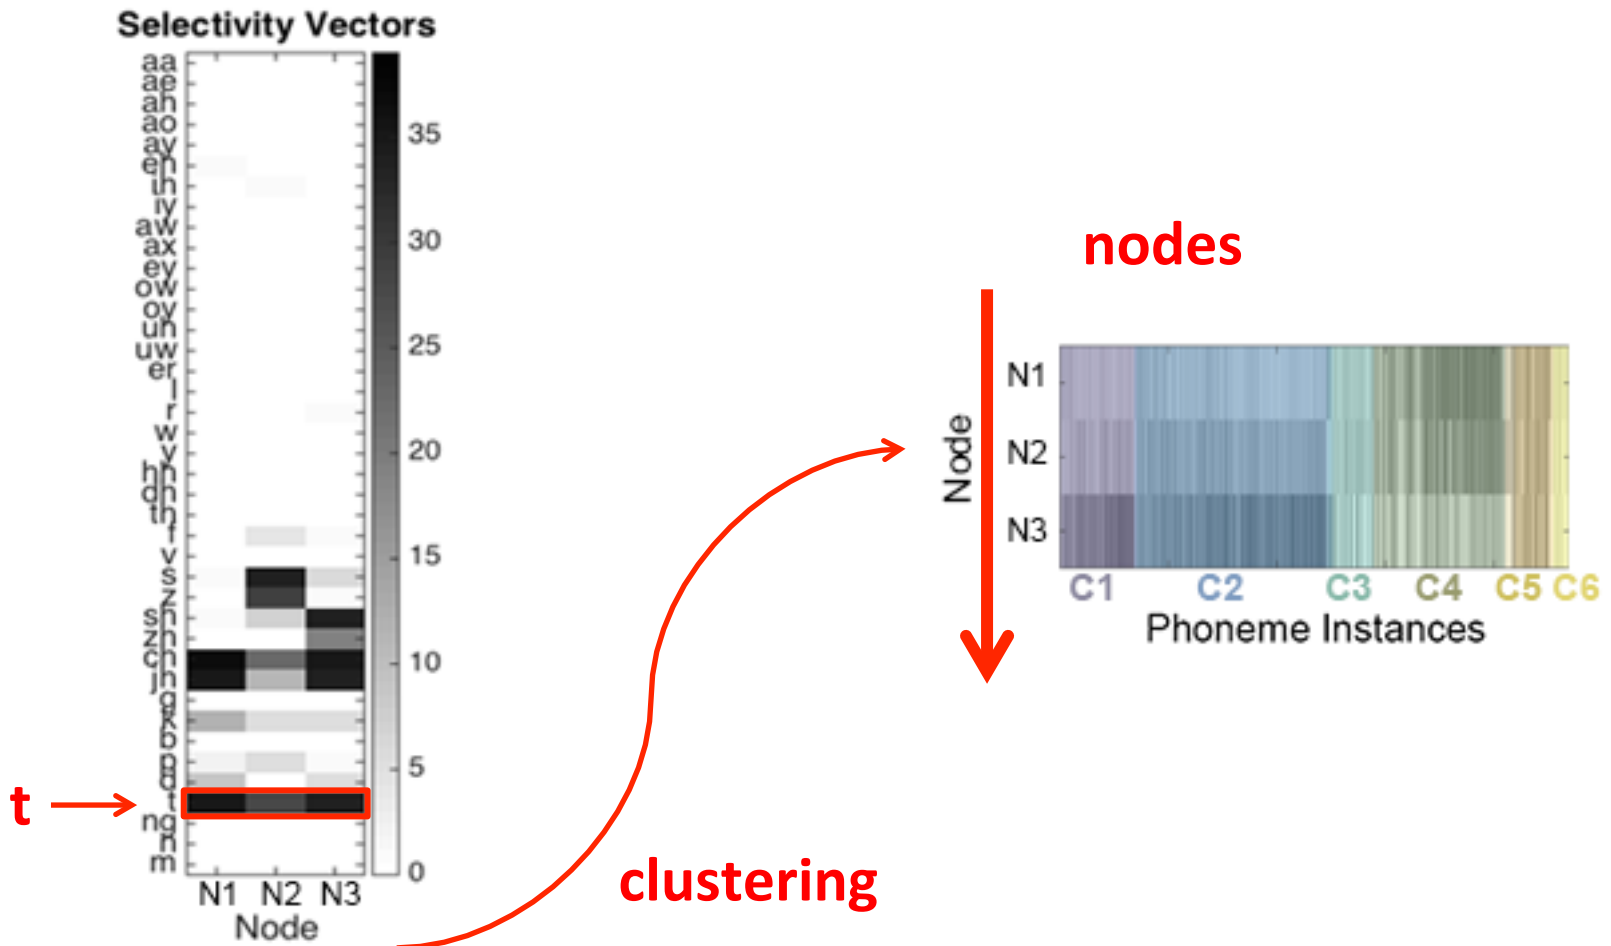 Selectivity Vectors
aa
ae
ah
ao
ay
eh
ih
iy
aw
ax
ey
ow
oy
uh
uw
er
l
r
w
y
hh
dh
th
f
v
s
z
sh
zh
ch
jh
g
k
b
p
d
t
ng
n
m
35
30
25
20
15
10
5
0
N1 N2 N3
Node
t
clustering
nodes
Node
N1
N2
N3
C1 C2 C3 C4 C5 C6
Phoneme Instances